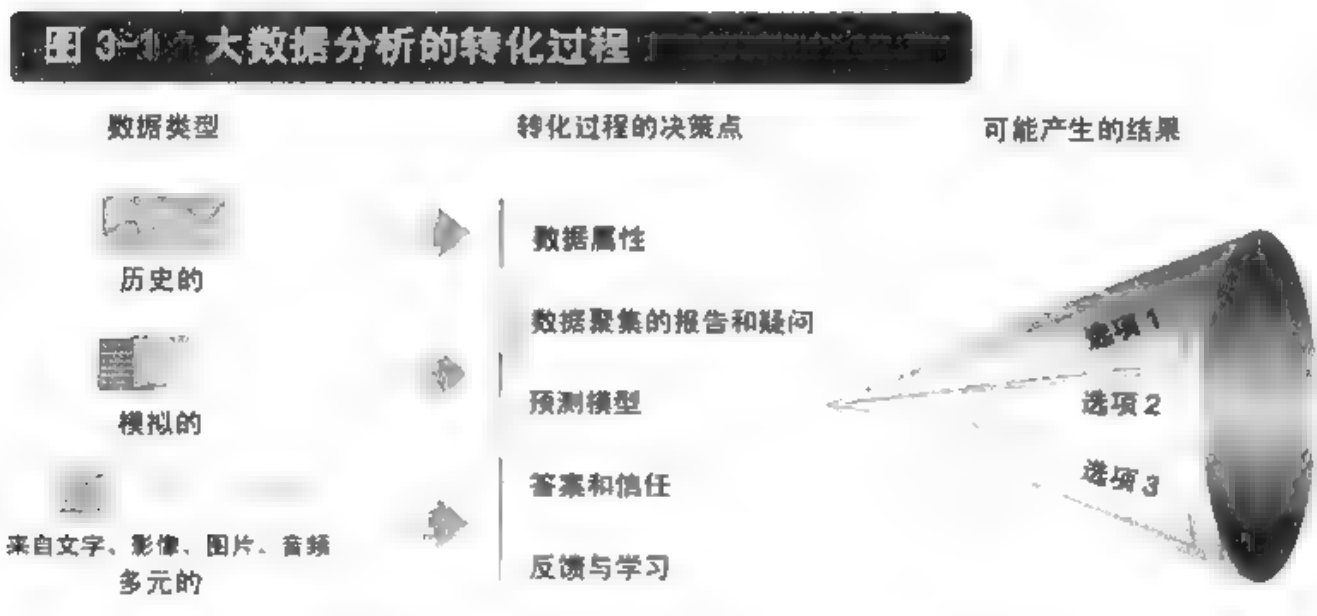 图 3-1 大数据分析的转化过程
数据类型
转化过程的决策点
可能产生的结果
历史的
模拟的
来自文字、影像、图片、音频
多元的
数据属性
数据聚集的报告和疑问
预测模型
答案和信任
反馈与学习
选项 1
选项 2
选项 3